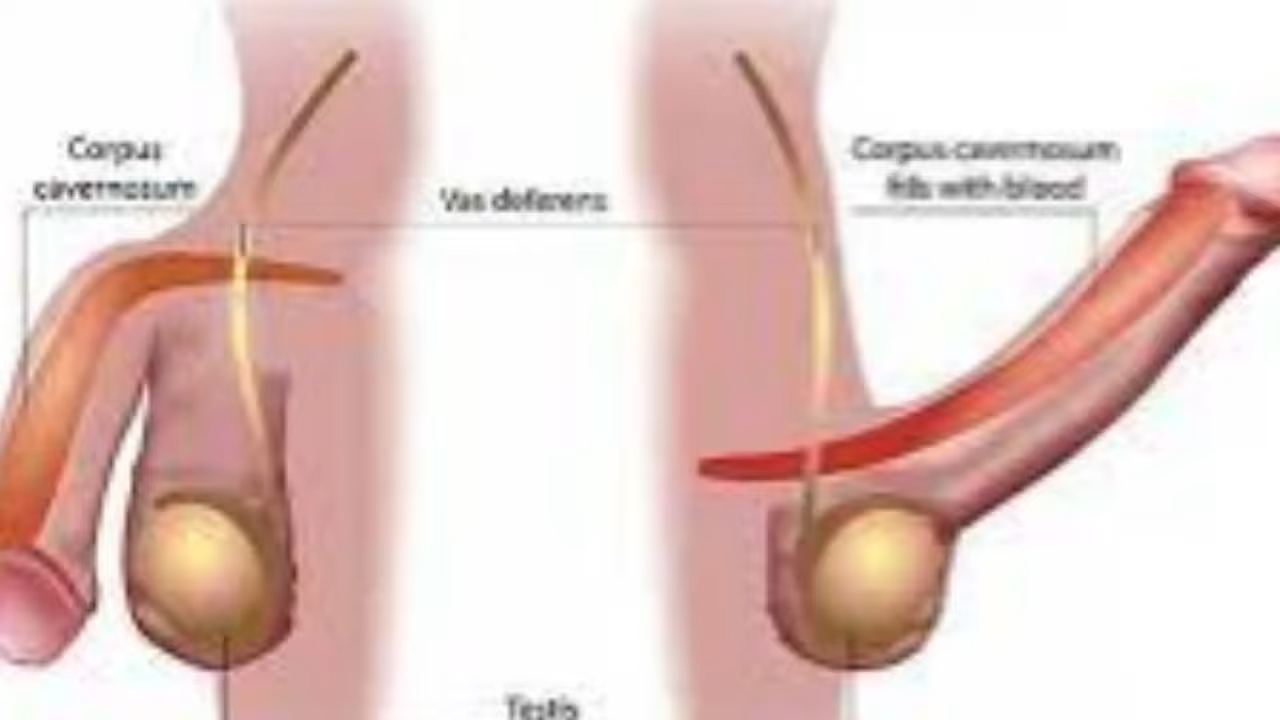 Corpus
cavernosum
Vas deferens
Corpus cavernosum
fills with blood
Testis